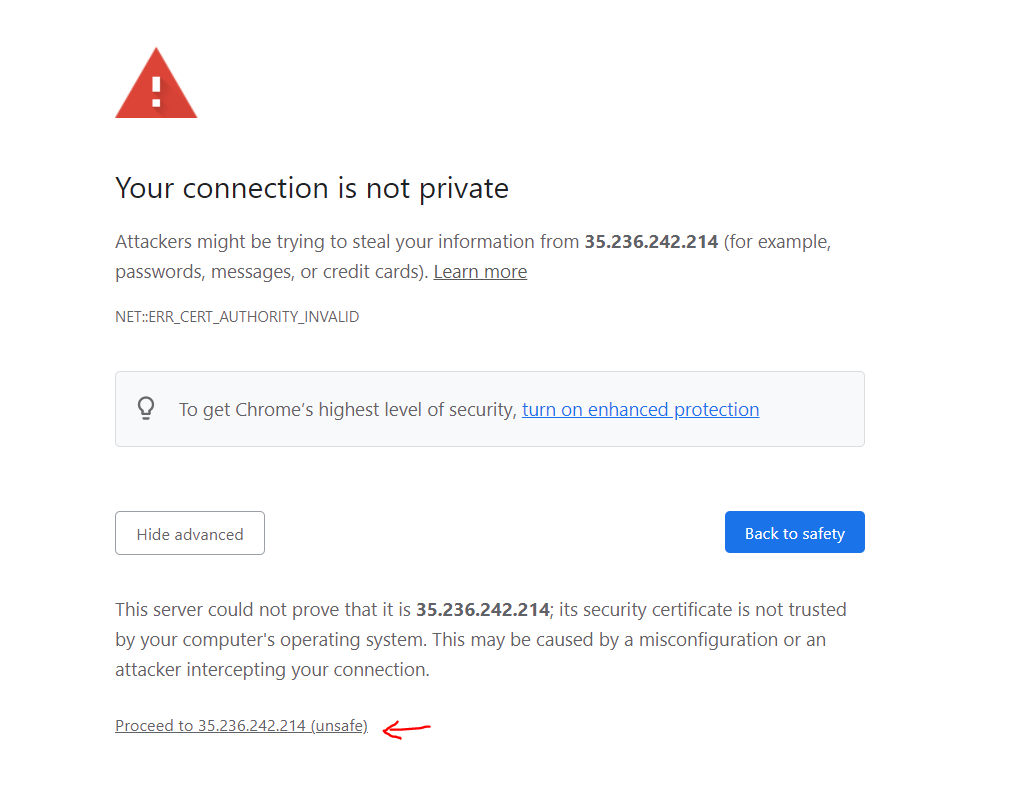 Your connection is not private
Attackers might be trying to steal your information from 35.236.242.214 (for example,
passwords, messages, or credit cards). Learn more
NET::ERR_CERT_AUTHORITY_INVALID
To get Chrome’s highest level of security, turn on enhanced protection
Hide advanced
Back to safety
This server could not prove that it is 35.236.242.214; its security certificate is not trusted
by your computer's operating system. This may be caused by a misconfiguration or an
attacker intercepting your connection.
Proceed to 35.236.242.214 (unsafe)